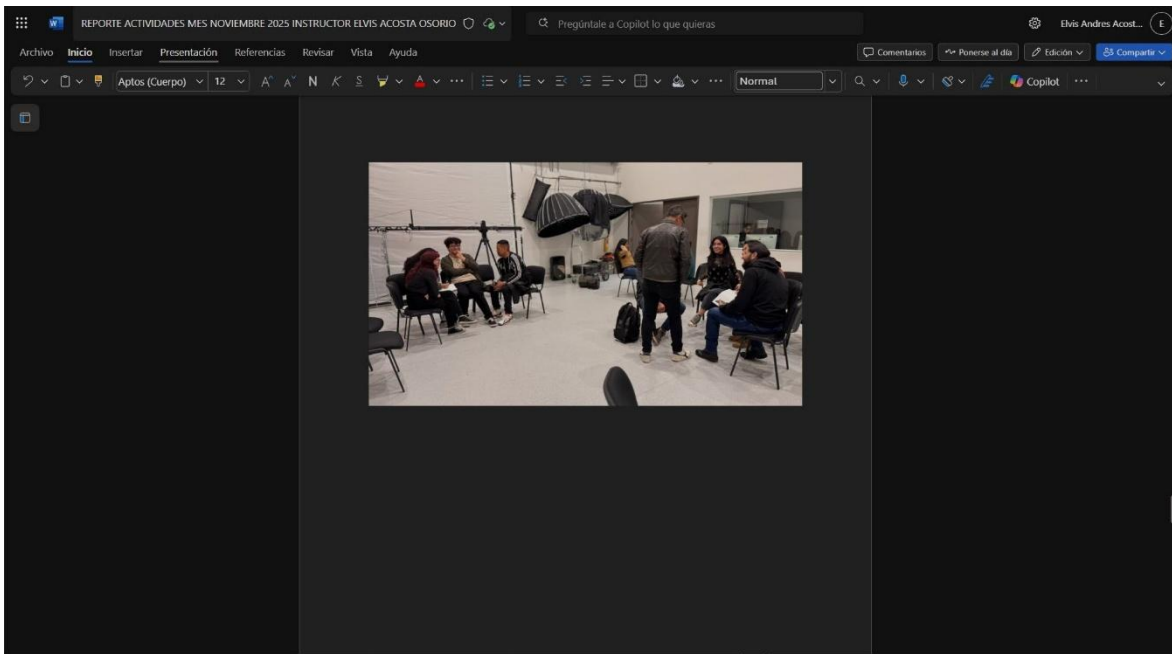 REPORTE ACTIVIDADES MES NOVIEMBRE 2025 INSTRUCTOR ELVIS ACOSTA OSORIO
Pregúntale a Copilot lo que quieras
Elvis Andres Acost...
E
Archivo Inicio Insertar Presentación Referencias Revisar Vista Ayuda
Comentarios Ponerse al día Edición Compartir
Aptos (Cuerpo) 12 A A N K S A Normal Copilot